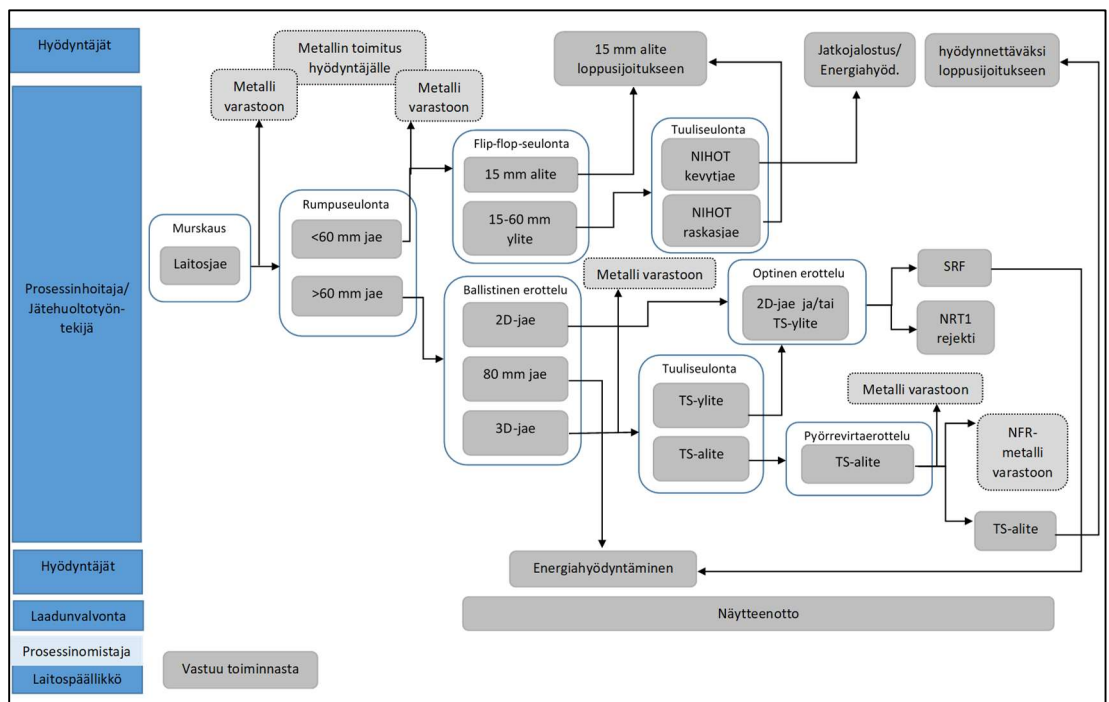 Hyödyntäjät
Metallin toimitus
hyödyntäjälle
Metalli
varastoon
Metalli
varastoon
15 mm alite
loppusijoitukseen
Jatkojalostus/
Energiahyöd.
hyödynnettäväksi
loppusijoitukseen
Prosessinhoitaja/
Jätehuoltotyön-
tekijä
Murskaus
Laitosjae
Rumpuseulonta
<60 mm jae
>60 mm jae
Flip-flop-seulonta
15 mm alite
15-60 mm
ylite
Tuuliseulonta
NIHOT
kevytjae
NIHOT
raskasjae
Ballistinen erottelu
2D-jae
80 mm jae
3D-jae
Metalli varastoon
Optinen erottelu
2D-jae ja/tai
TS-ylite
SRF
NRT1
rejekti
Tuuliseulonta
TS-ylite
TS-alite
Metalli varastoon
Pyörrevirtaerottelu
TS-alite
NFR-
metalli
varastoon
TS-alite
Hyödyntäjät
Energiahyödyntäminen
Laadunvalvonta
Näytteenotto
Prosessinomistaja
Laitospäällikkö
Vastuu toiminnasta